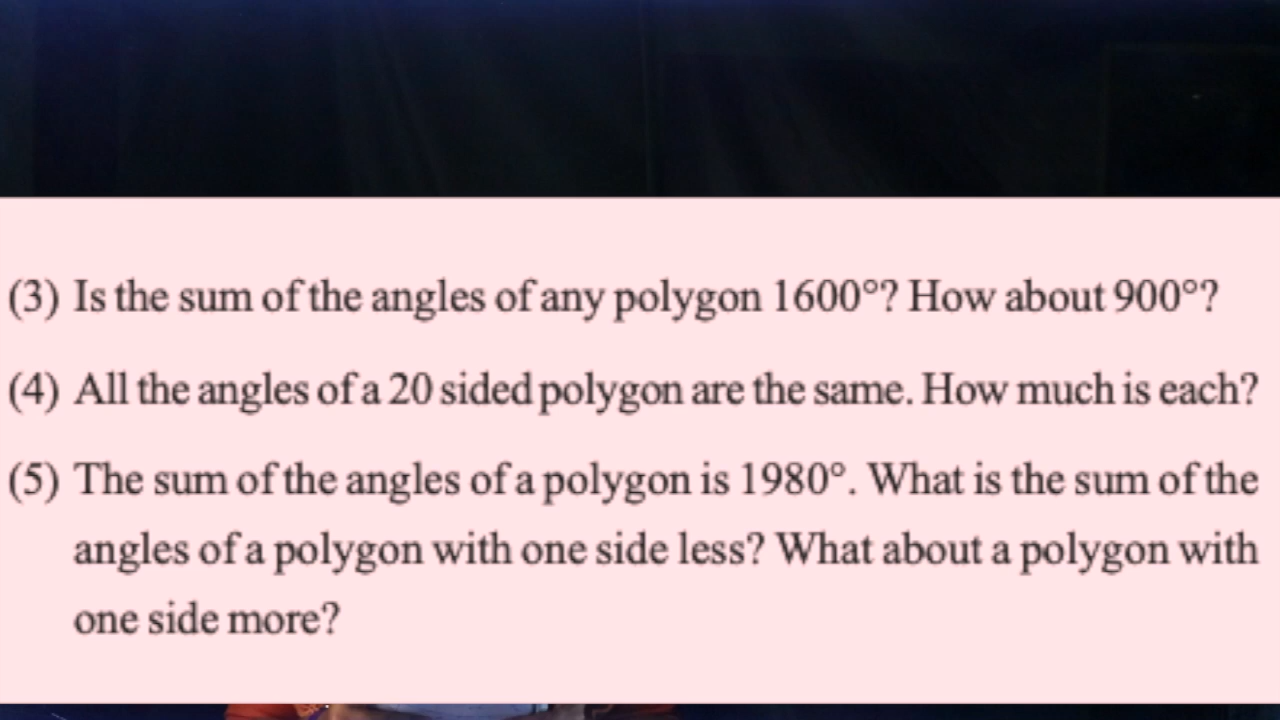 (3) Is the sum of the angles of any polygon 1600°? How about 900°?
(4) All the angles of a 20 sided polygon are the same. How much is each?
(5) The sum of the angles of a polygon is 1980°. What is the sum of the
angles of a polygon with one side less? What about a polygon with
one side more?